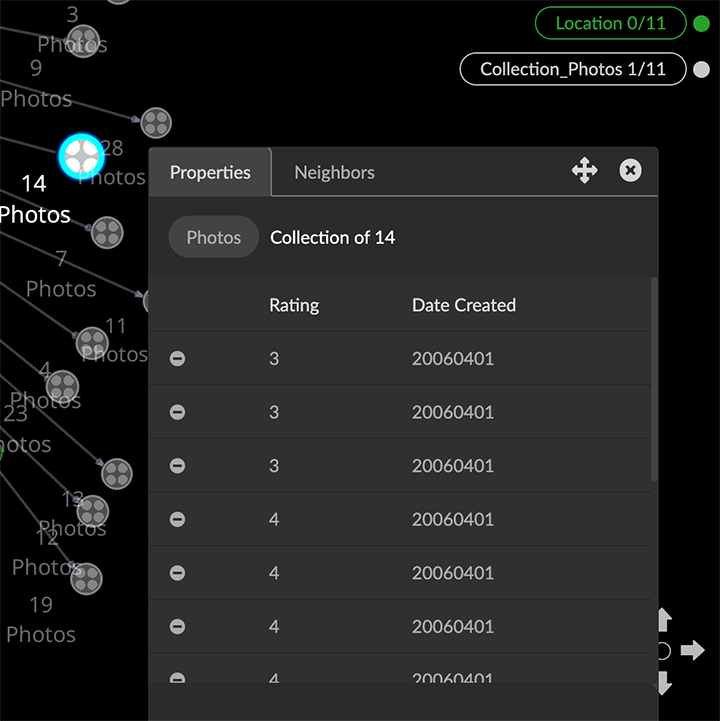 Location 0/11
Collection_Photos 1/11
3
Photos
9
Photos
28
Photos
14
Photos
7
Photos
11
Photos
4
Photos
23
hotos
13
Photos
12
Photos
19
Photos
Properties
Neighbors
Photos
Collection of 14
Rating
Date Created
3
20060401
3
20060401
3
20060401
4
20060401
4
20060401
4
20060401
4
20060401